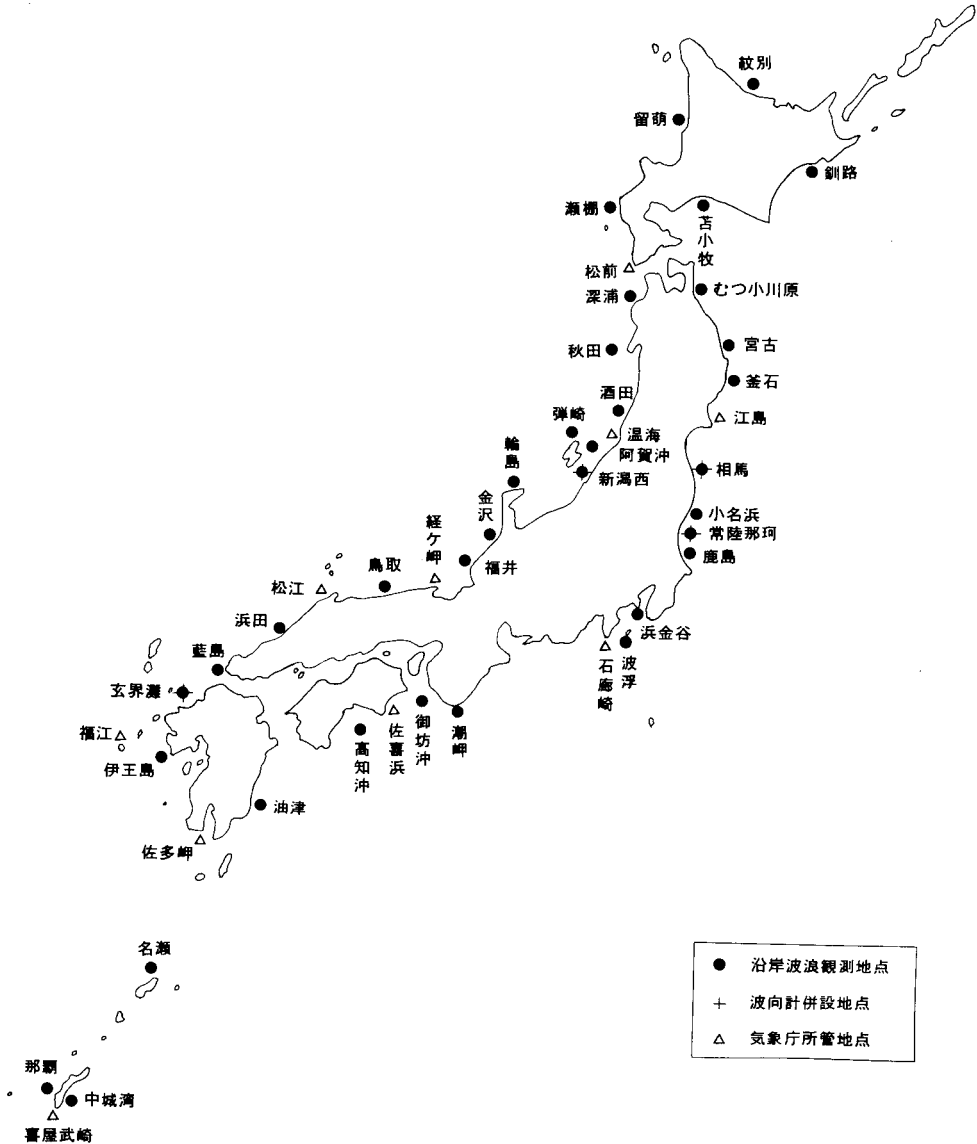 紋別
留萌
釧路
瀬棚
苫小牧
松前
むつ小川原
深浦
秋田
宮古
釜石
酒田
江島
弾崎
温海
阿賀沖
輪島
新潟西
相馬
金沢
小名浜
常陸那珂
経ケ岬
鹿島
福井
鳥取
松江
浜田
浜金谷
波浮
石廊崎
藍島
玄界灘
福江
伊王島
御坊沖
潮岬
佐喜浜
高知沖
油津
佐多岬
名瀬
那覇
中城湾
喜屋武崎
● 沿岸波浪観測地点
+ 波向計併設地点
△ 気象庁所管地点